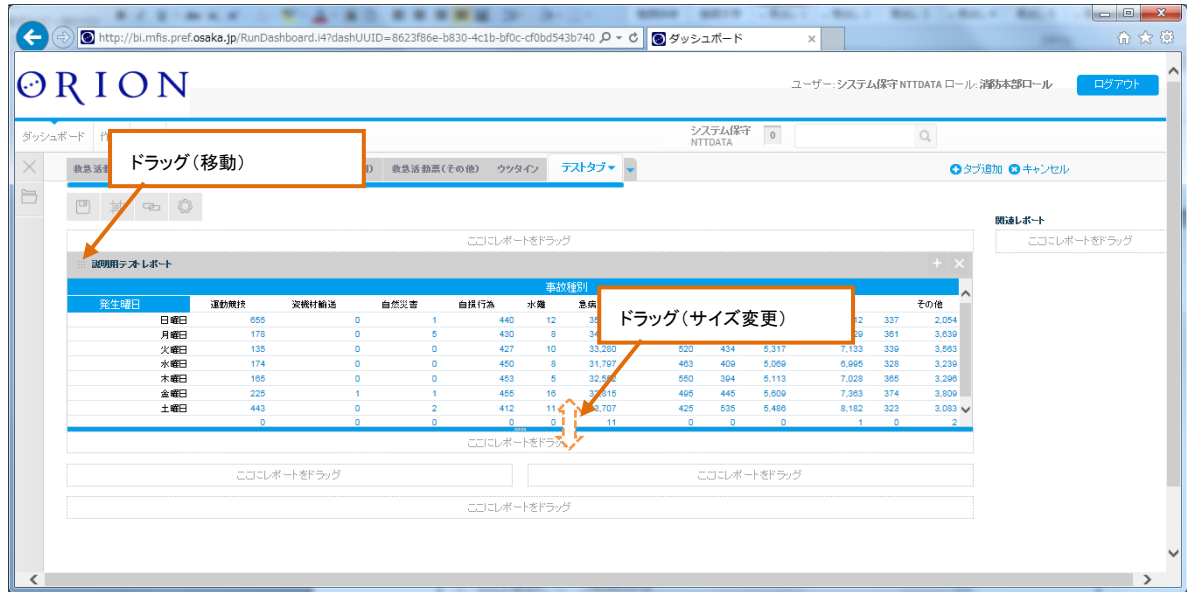 http://bi.mfis.pref.osaka.jp/RunDashboard.i4?dashUUID=8623f86e-b830-4c1b-bf0c-cf0bd543b740
ダッシュボード
ORION
ユーザー:システム保守NTTDATA ロール:消防本部ロール
ログアウト
ダッシュボード
システム保守 NTTDATA
0
ドラッグ(移動)
救急活動票(その他) ウツタイン テストタブ
タブ追加 キャンセル
関連レポート
ここにレポートをドラッグ
ここにレポートをドラッグ
説明用テストレポート
事故種別
発生曜日 運動競技 資機材輸送 自然災害 自損行為 水難 急病 その他
日曜日 655 0 1 440 12 337 2,054
月曜日 178 0 5 430 8 361 3,639
火曜日 135 0 0 427 10 33,280 520 434 5,317 7,133 339 3,563
水曜日 174 0 0 450 8 31,797 463 409 5,069 6,995 328 3,239
木曜日 165 0 0 453 5 550 394 5,113 7,028 365 3,296
金曜日 225 1 1 455 16 495 445 5,609 7,363 374 3,809
土曜日 443 0 2 412 11 425 535 5,486 8,182 323 3,083
0 0 0 0 0 11 0 0 0 1 0 2
ドラッグ(サイズ変更)
ここにレポートをドラッグ
ここにレポートをドラッグ
ここにレポートをドラッグ
ここにレポートをドラッグ